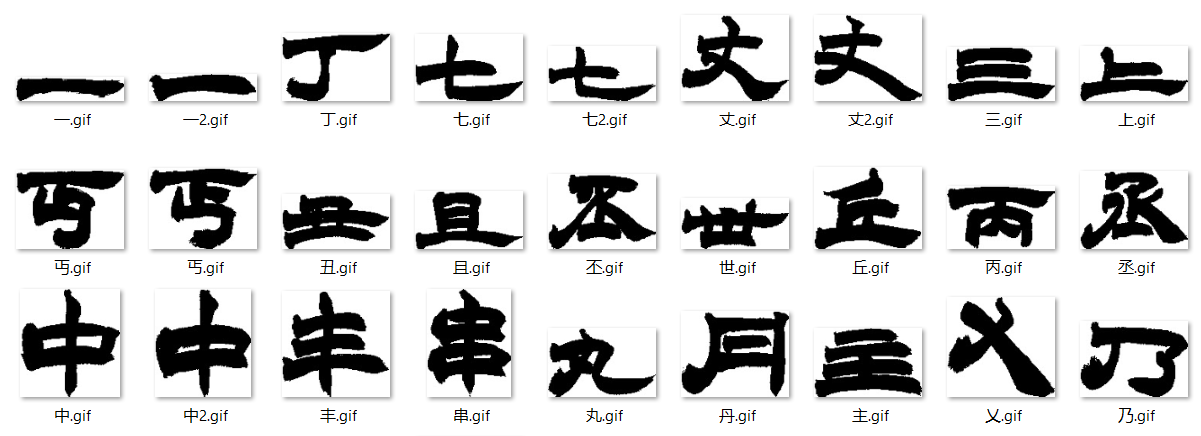 一 一 丁 七 七 丈 丈 三 上
一.gif 一2.gif 丁.gif 七.gif 七2.gif 丈.gif 丈2.gif 三.gif 上.gif
丐 丐 丑 且 丕 世 丘 丙 丞
丐.gif 丐.gif 丑.gif 且.gif 丕.gif 世.gif 丘.gif 丙.gif 丞.gif
中 中 丰 串 丸 丹 主 乂 乃
中.gif 中2.gif 丰.gif 串.gif 丸.gif 丹.gif 主.gif 乂.gif 乃.gif